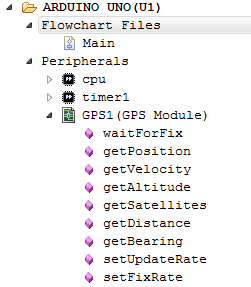 ARDUINO UNO(U1)
Flowchart Files
Main
Peripherals
cpu
timer1
GPS1(GPS Module)
waitForFix
getPosition
getVelocity
getAltitude
getSatellites
getDistance
getBearing
setUpdateRate
setFixRate